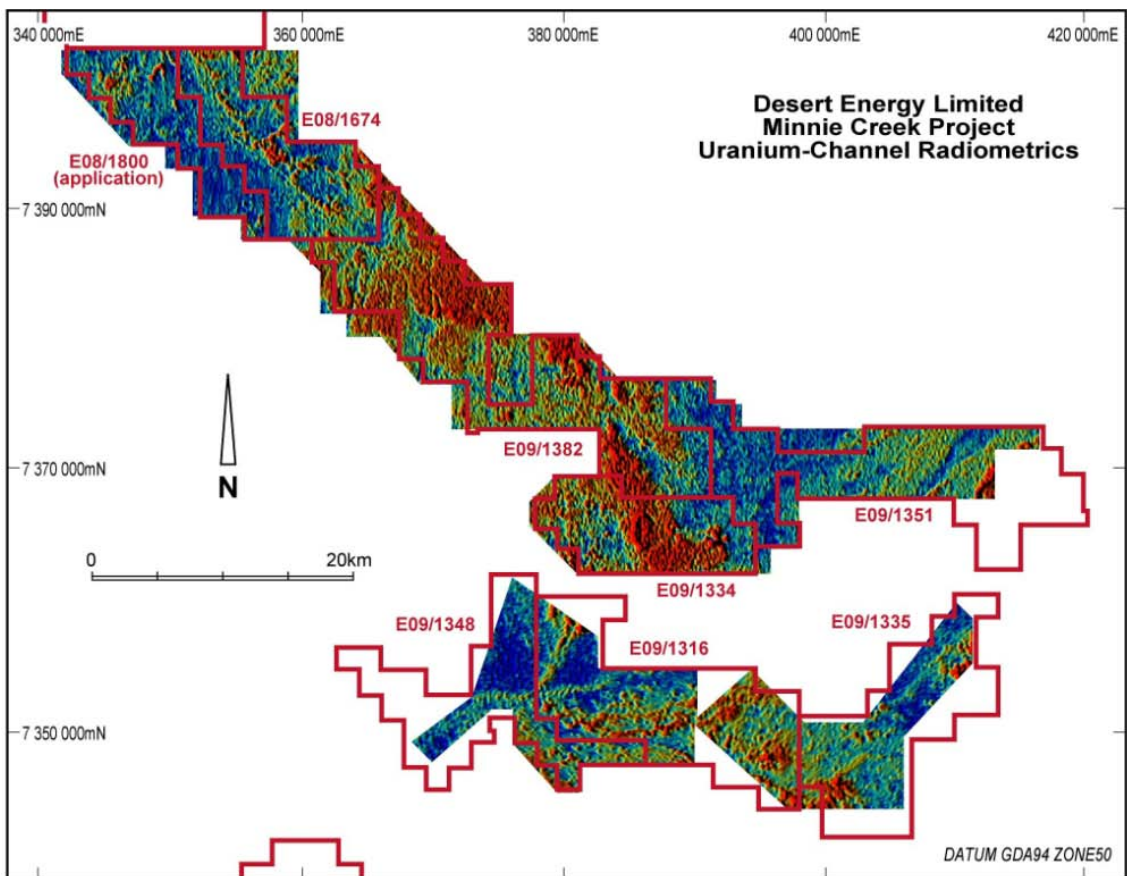 340 000mE
360 000mE
380 000mE
400 000mE
420 000mE
Desert Energy Limited
Minnie Creek Project
Uranium-Channel Radiometrics
E08/1674
E08/1800
(application)
7 390 000mN
E09/1382
7 370 000mN
N
E09/1351
0 20km
E09/1334
E09/1348
E09/1335
E09/1316
7 350 000mN
DATUM GDA94 ZONE50